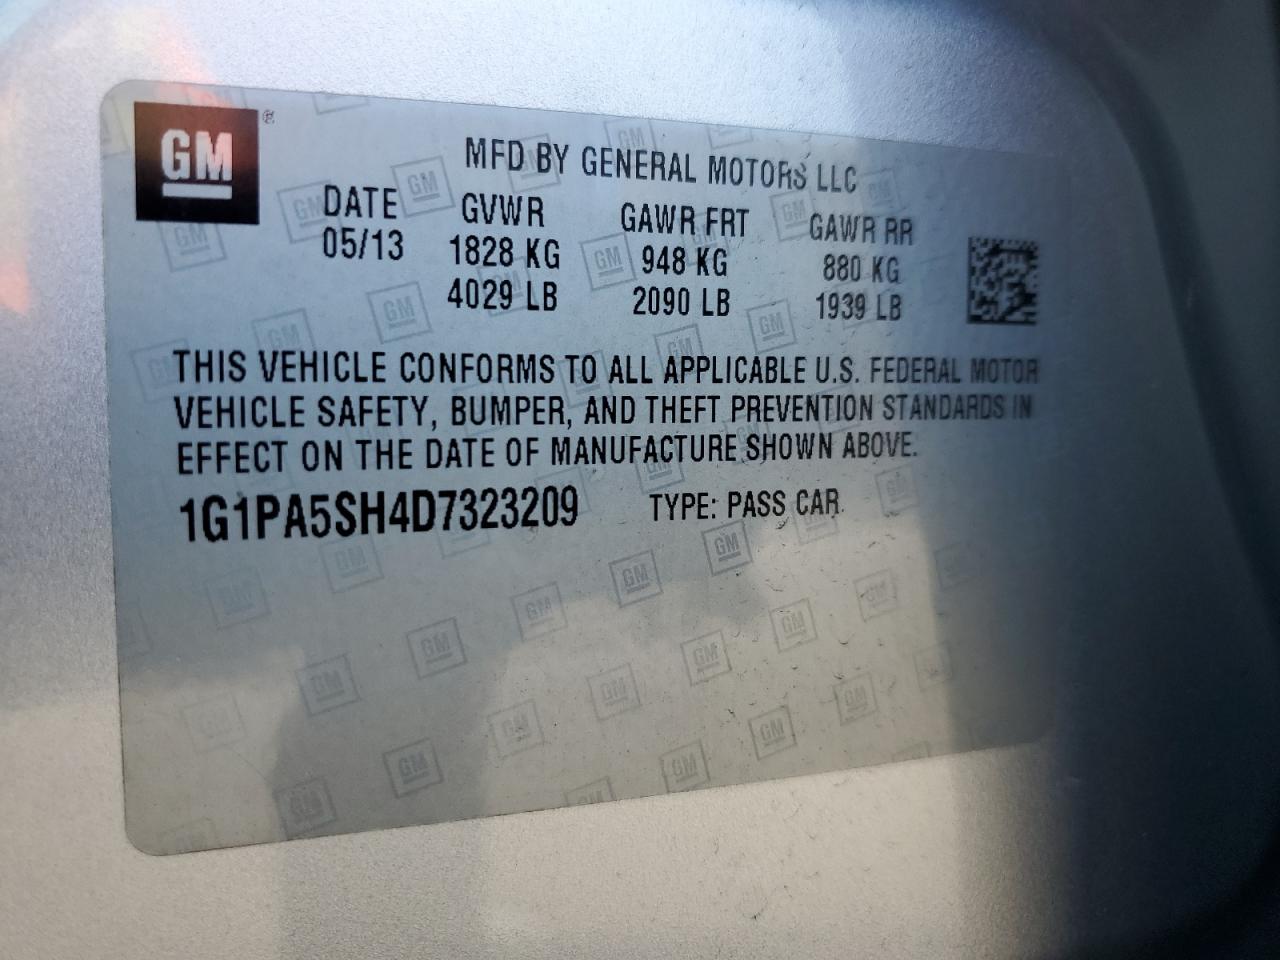 GM®
MFD BY GENERAL MOTORS LLC
DATE GVWR GAWR FRT GAWR RR
05/13 1828 KG 948 KG 880 KG
4029 LB 2090 LB 1939 LB
THIS VEHICLE CONFORMS TO ALL APPLICABLE U.S. FEDERAL MOTOR
VEHICLE SAFETY, BUMPER, AND THEFT PREVENTION STANDARDS IN
EFFECT ON THE DATE OF MANUFACTURE SHOWN ABOVE.
1G1PA5SH4D7323209 TYPE: PASS CAR